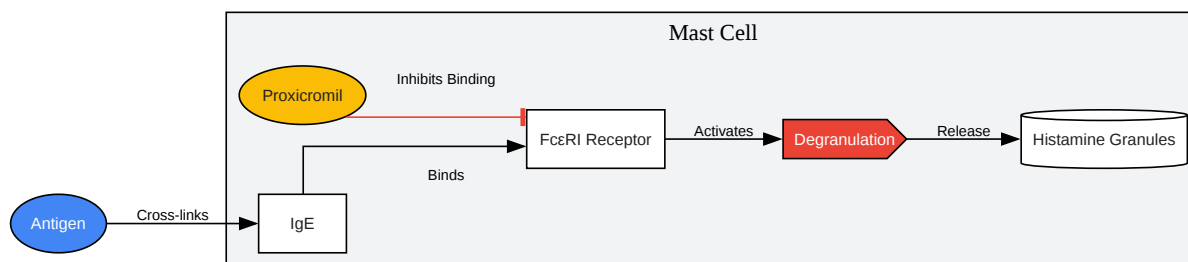 Mast Cell
Inhibits Binding
Proxicromil
FcεRI Receptor
Activates
Degranulation
Release
Histamine Granules
Binds
Antigen
Cross-links
IgE